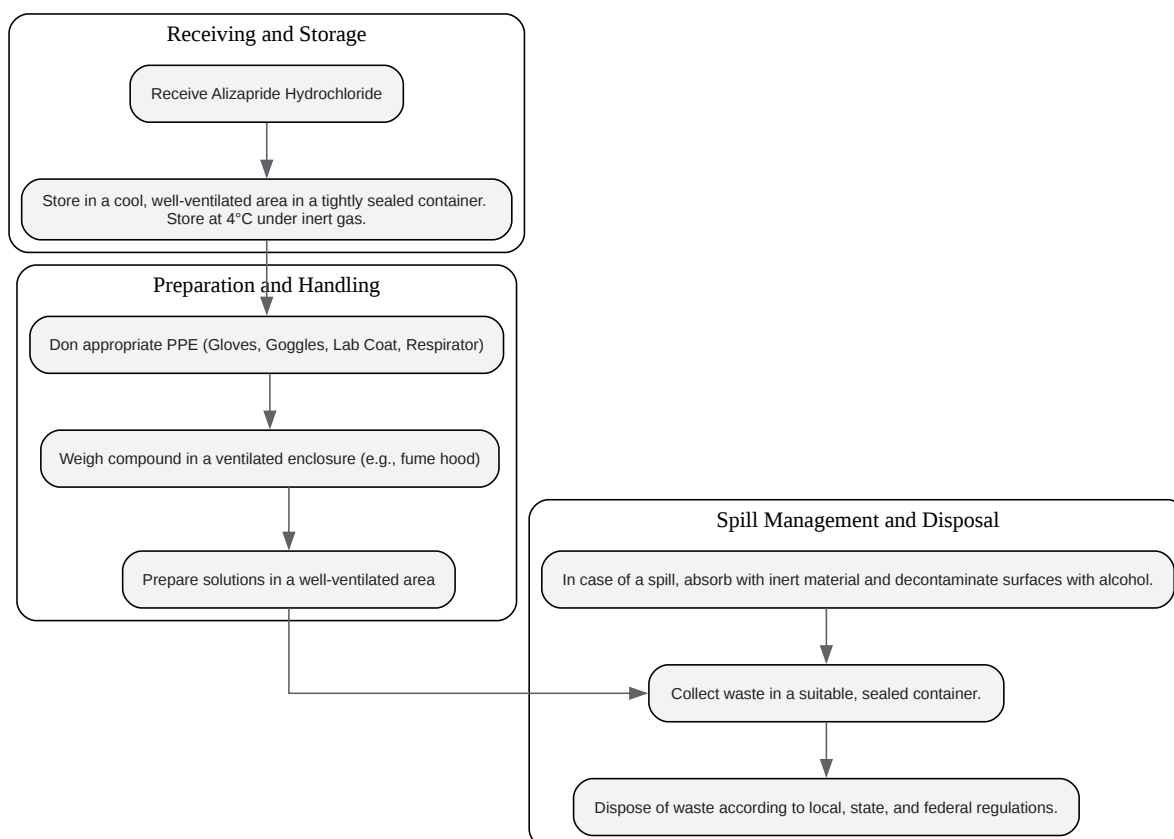 Receiving and Storage
Receive Alizapride Hydrochloride
Store in a cool, well-ventilated area in a tightly sealed container.
Store at 4°C under inert gas.
Preparation and Handling
Don appropriate PPE (Gloves, Goggles, Lab Coat, Respirator)
Weigh compound in a ventilated enclosure (e.g., fume hood)
Prepare solutions in a well-ventilated area
Spill Management and Disposal
In case of a spill, absorb with inert material and decontaminate surfaces with alcohol.
Collect waste in a suitable, sealed container.
Dispose of waste according to local, state, and federal regulations.